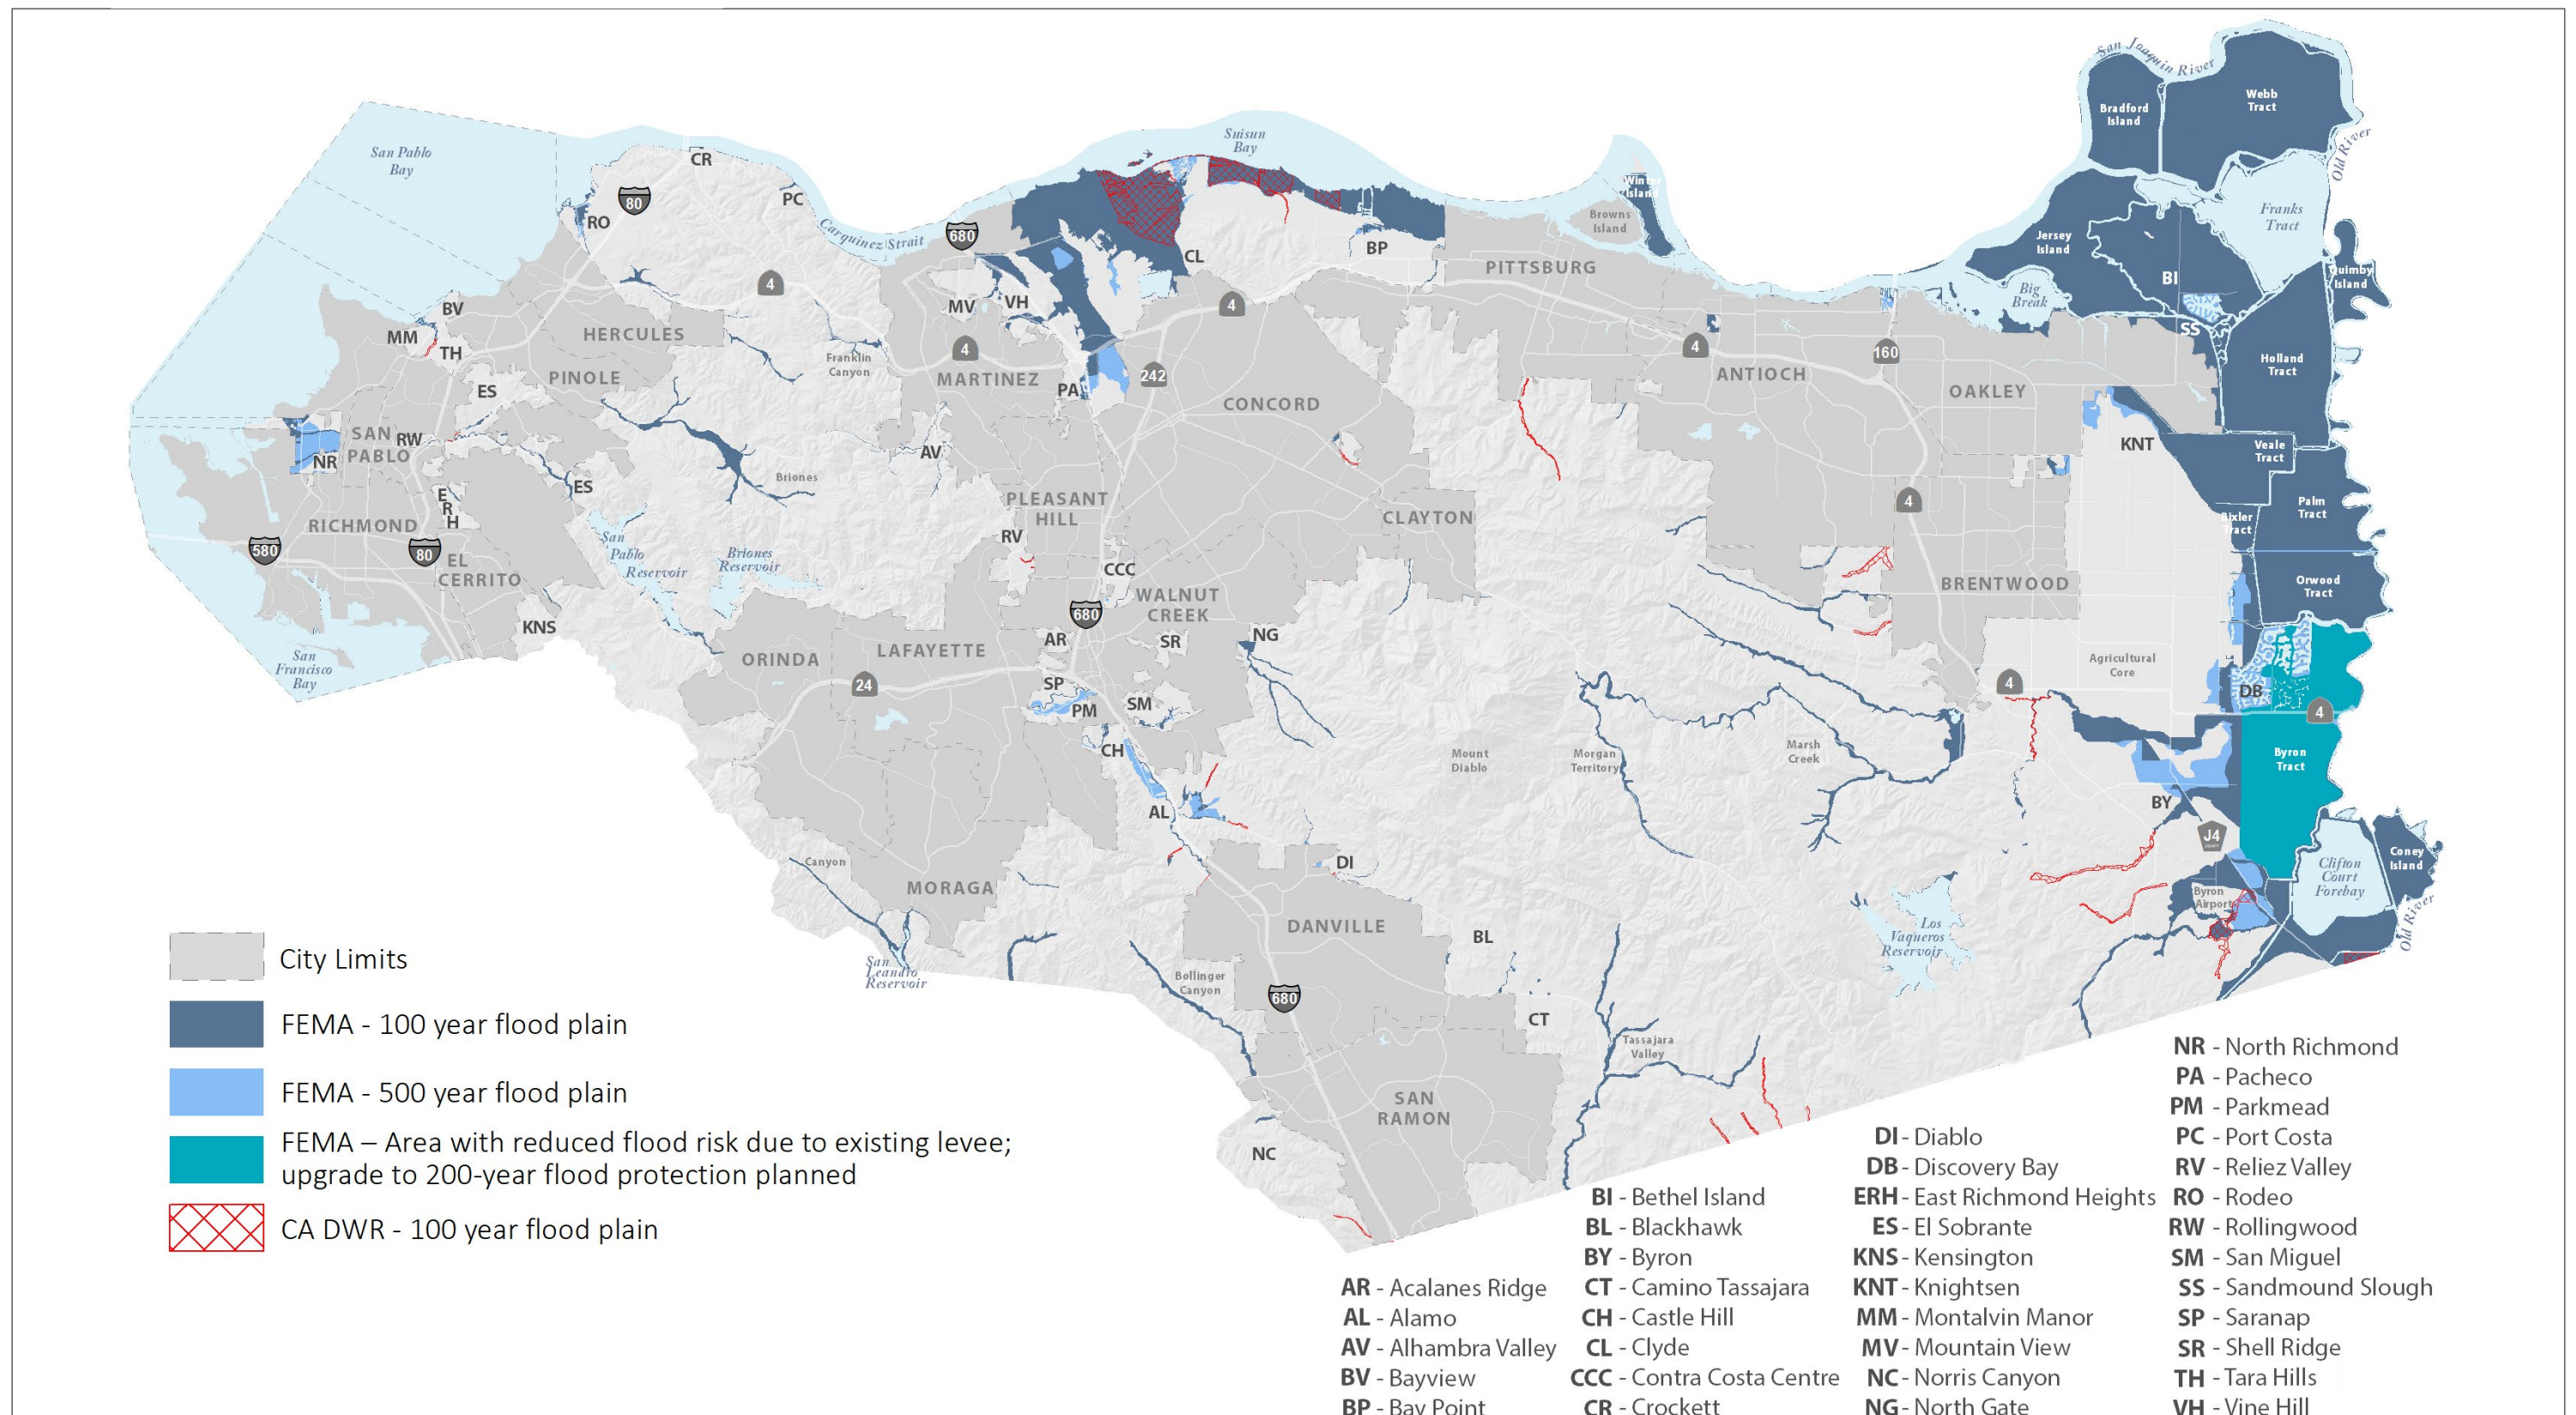 San Joaquin River
Bradford
Island
Webb
Tract
Old River
San Pablo
Bay
CR
80
RO
PC
Carquinez Strait
680
Suisun
Bay
CL
BP
Winter
Island
Browns
Island
PITTSBURG
Jersey
Island
Franks
Tract
BI
Quimby
Island
Big
Break
SS
Holland
Tract
4
MV
VH
4
BV
MM
TH
HERCULES
PINOLE
ES
Franklin
Canyon
4
MARTINEZ
PA
242
CONCORD
4
ANTIOCH
160
OAKLEY
SAN
PABLO
RW
NR
AV
Briones
KNT
Veale
Tract
ES
E
R
H
RICHMOND
580
80
EL
CERRITO
San
Pablo
Reservoir
Briones
Reservoir
PLEASANT
HILL
RV
CLAYTON
4
Bixler
Tract
Palm
Tract
CCC
WALNUT
CREEK
680
BRENTWOOD
Orwood
Tract
KNS
San
Francisco
Bay
ORINDA
LAFAYETTE
24
AR
SR
NG
SP
PM
SM
CH
Agricultural
Core
4
DB
4
Mount
Diablo
Morgan
Territory
Marsh
Creek
Byron
Tract
AL
BY
J4
Canyon
MORAGA
DI
Clifton
Court
Forebay
Coney
Island
Byron
Airport
Old River
DANVILLE
BL
Los
Vaqueros
Reservoir
San
Leandro
Reservoir
Bollinger
Canyon
680
CT
Tassajara
Valley
SAN
RAMON
NC
City Limits
FEMA - 100 year flood plain
FEMA - 500 year flood plain
FEMA – Area with reduced flood risk due to existing levee;
upgrade to 200-year flood protection planned
CA DWR - 100 year flood plain
AR - Acalanes Ridge
AL - Alamo
AV - Alhambra Valley
BV - Bayview
BP - Bay Point
BI - Bethel Island
BL - Blackhawk
BY - Byron
CT - Camino Tassajara
CH - Castle Hill
CL - Clyde
CCC - Contra Costa Centre
CR - Crockett
DI - Diablo
DB - Discovery Bay
ERH - East Richmond Heights
ES - El Sobrante
KNS - Kensington
KNT - Knightsen
MM - Montalvin Manor
MV - Mountain View
NC - Norris Canyon
NG - North Gate
NR - North Richmond
PA - Pacheco
PM - Parkmead
PC - Port Costa
RV - Reliez Valley
RO - Rodeo
RW - Rollingwood
SM - San Miguel
SS - Sandmound Slough
SP - Saranap
SR - Shell Ridge
TH - Tara Hills
VH - Vine Hill